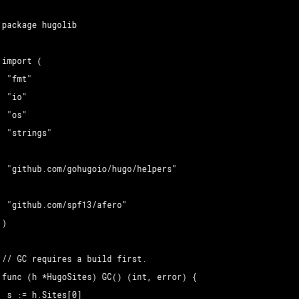 package hugolib
import (
"fmt"
"io"
"os"
"strings"
"github.com/gohugoio/hugo/helpers"
"github.com/spf13/afero"
)
// GC requires a build first.
func (h *HugoSites) GC() (int, error) {
s := h.Sites[0]